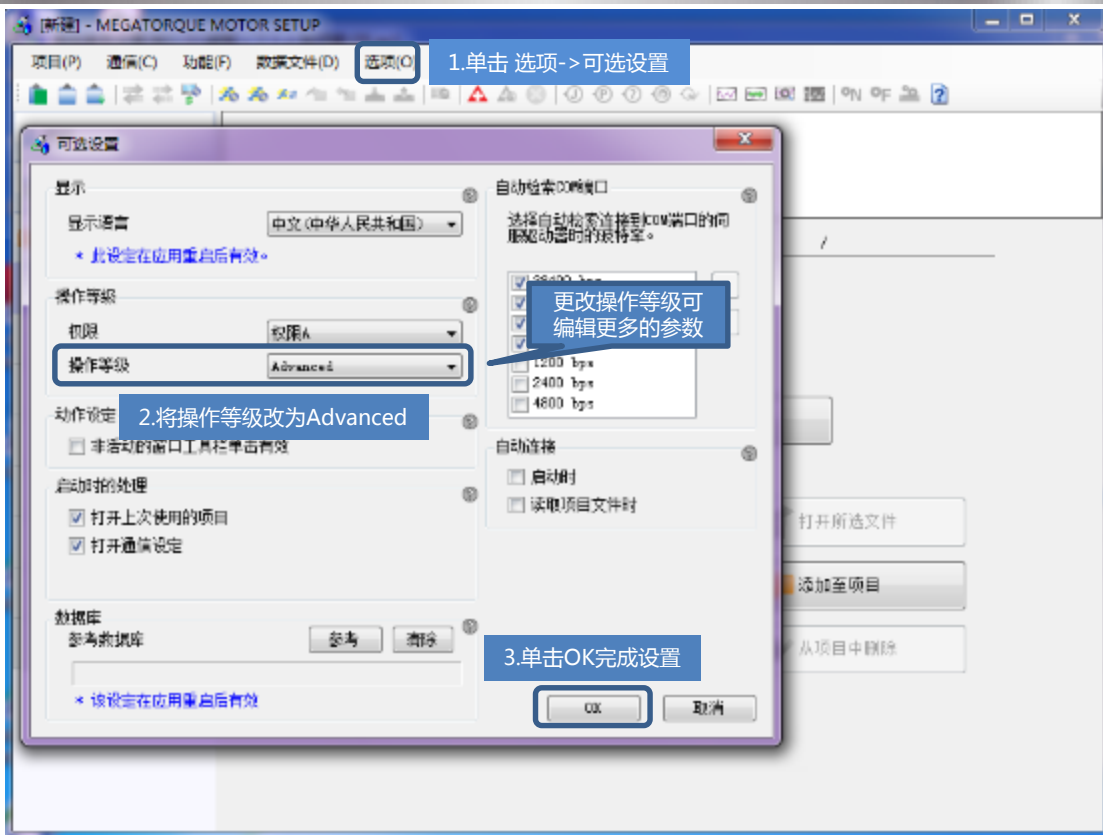 [新建] - MEGATORQUE MOTOR SETUP
项目(P) 通信(C) 功能(F) 数据文件(D) 选项(O)
1.单击 选项->可选设置
可选设置
显示
显示语言
中文(中华人民共和国)
* 此设定在应用重启后有效。
操作等级
权限
权限A
操作等级
Advanced
2.将操作等级改为Advanced
动作设定
非活动的窗口工具栏单击有效
启动时的处理
打开上次使用的项目
打开通信设定
数据库
参考数据库
参考
清除
* 该设定在应用重启后有效
自动检索COM端口
选择自动检索连接到COM端口的伺
服驱动器时的波特率。
38400 bps
更改操作等级可
编辑更多的参数
1200 bps
2400 bps
4800 bps
自动连接
启动时
读取项目文件时
3.单击OK完成设置
OK
取消
/
打开所选文件
添加至项目
从项目中删除